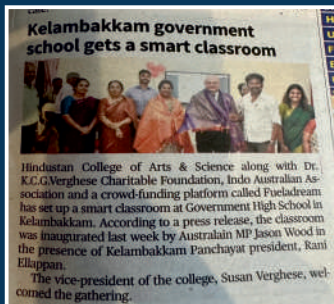 Kelambakkam government
school gets a smart classroom
Hindustan College of Arts & Science along with Dr.
K.C.G.Verghese Charitable Foundation, Indo Australian As-
sociation and a crowd-funding platform called Fueladream
has set up a smart classroom at Government High School in
Kelambakkam. According to a press release, the classroom
was inaugurated last week by Australain MP Jason Wood in
the presence of Kelambakkam Panchayat president, Rani
Ellappan.
The vice-president of the college, Susan Verghese, wel-
comed the gathering.